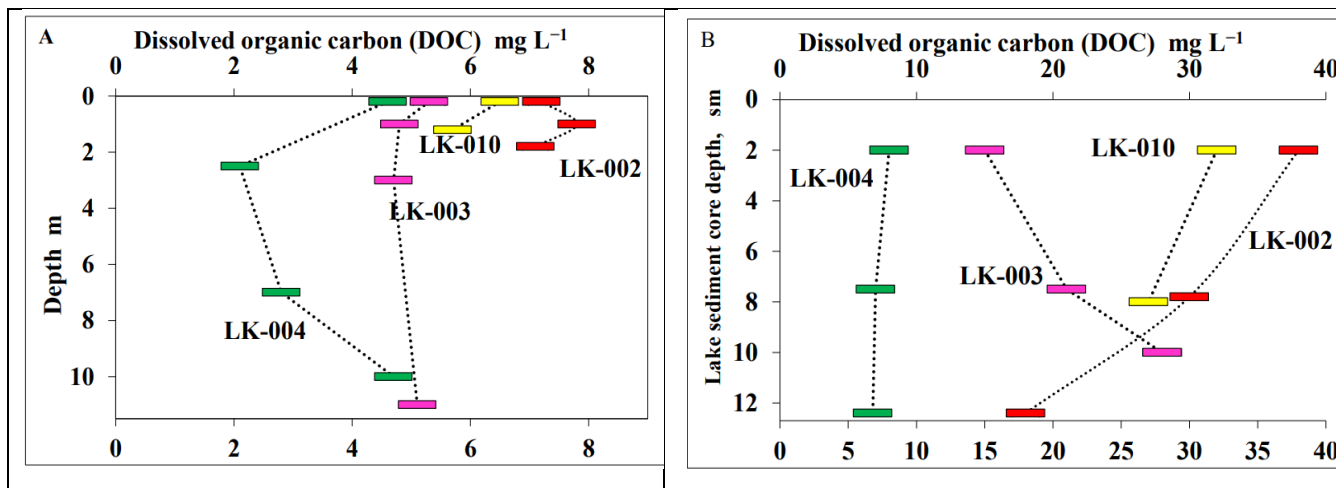 A
Dissolved organic carbon (DOC) mg L⁻¹
0 2 4 6 8
0
2
4
6
8
10
Depth m
LK-010
LK-002
LK-003
LK-004
0 2 4 6 8
B
Dissolved organic carbon (DOC) mg L⁻¹
0 10 20 30 40
0
2
4
6
8
10
12
Lake sediment core depth, sm
LK-010
LK-004
LK-002
LK-003
0 5 10 15 20 25 30 35 40